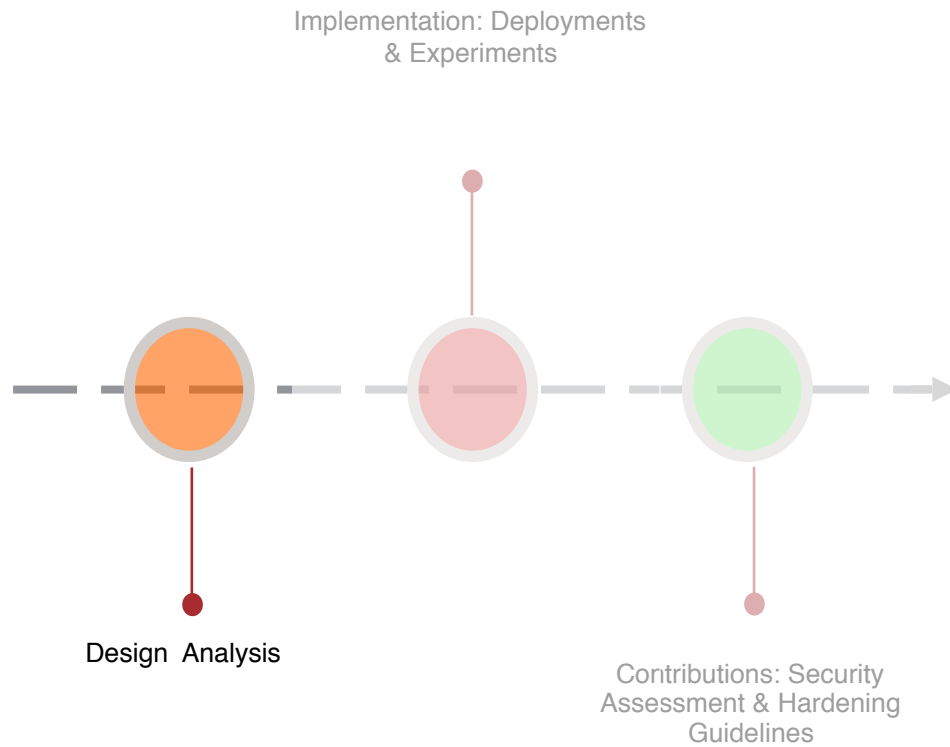 Implementation: Deployments
& Experiments
Design Analysis
Contributions: Security
Assessment & Hardening
Guidelines